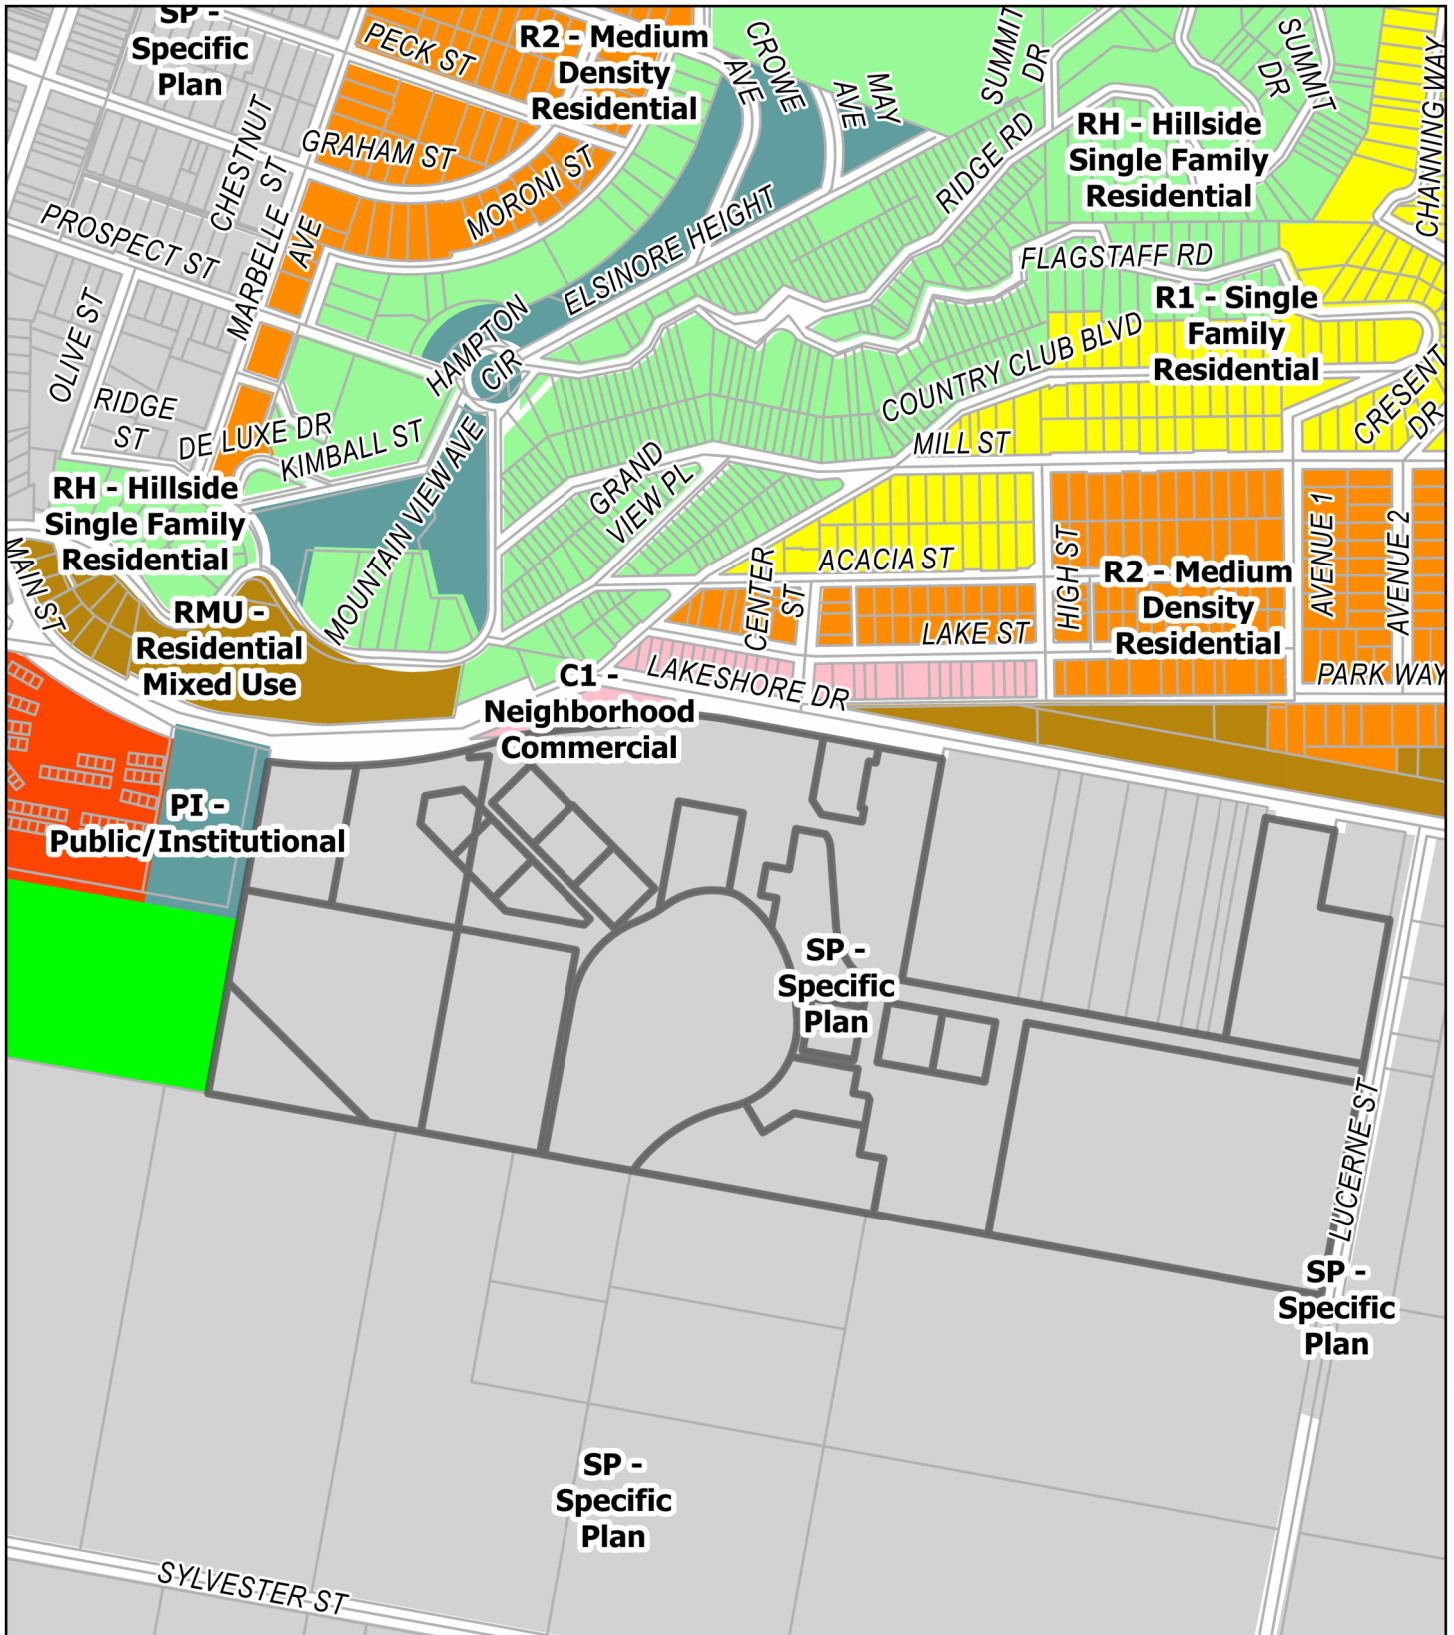 SP -
Specific
Plan
PECK ST
R2 - Medium
Density
Residential
CROWE
AVE
MAY
AVE
SUMMIT
DR
SUMMIT
DR
CHANNING WAY
RH - Hillside
Single Family
Residential
CHESTNUT
ST
GRAHAM ST
MORONI ST
RIDGE RD
PROSPECT ST
MARBELLE
AVE
ELSINORE HEIGHT
FLAGSTAFF RD
R1 - Single
Family
Residential
OLIVE ST
HAMPTON
CIR
COUNTRY CLUB BLVD
CRESENT
DR
RIDGE
ST
DE LUXE DR
KIMBALL ST
MILL ST
GRAND
VIEW PL
MOUNTAIN VIEW AVE
RH - Hillside
Single Family
Residential
MAIN ST
ACACIA ST
CENTER
ST
HIGH ST
AVENUE 1
AVENUE 2
R2 - Medium
Density
Residential
RMU -
Residential
Mixed Use
LAKE ST
PARK WAY
C1 -
Neighborhood
Commercial
LAKESHORE DR
PI -
Public/Institutional
SP -
Specific
Plan
LUCERNE ST
SP -
Specific
Plan
SP -
Specific
Plan
SYLVESTER ST